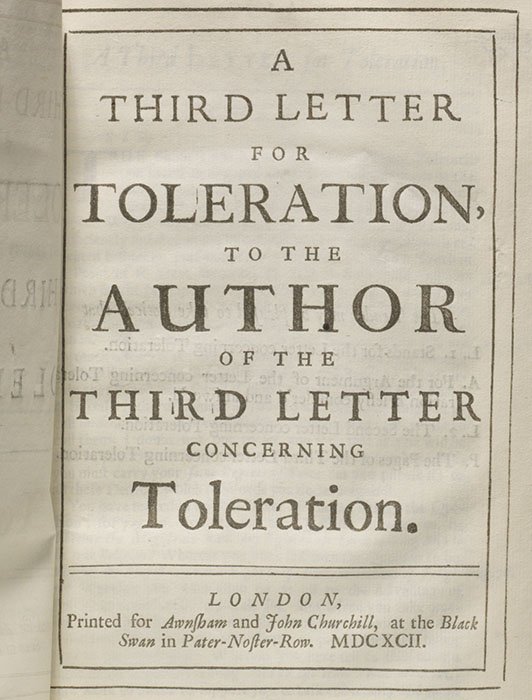 A
THIRD LETTER
FOR
TOLERATION,
TO THE
AUTHOR
OF THE
THIRD LETTER
CONCERNING
Toleration.
LONDON,
Printed for Awnſham and John Churchill, at the Black
Swan in Pater-Noſter-Row. MDCXCII.